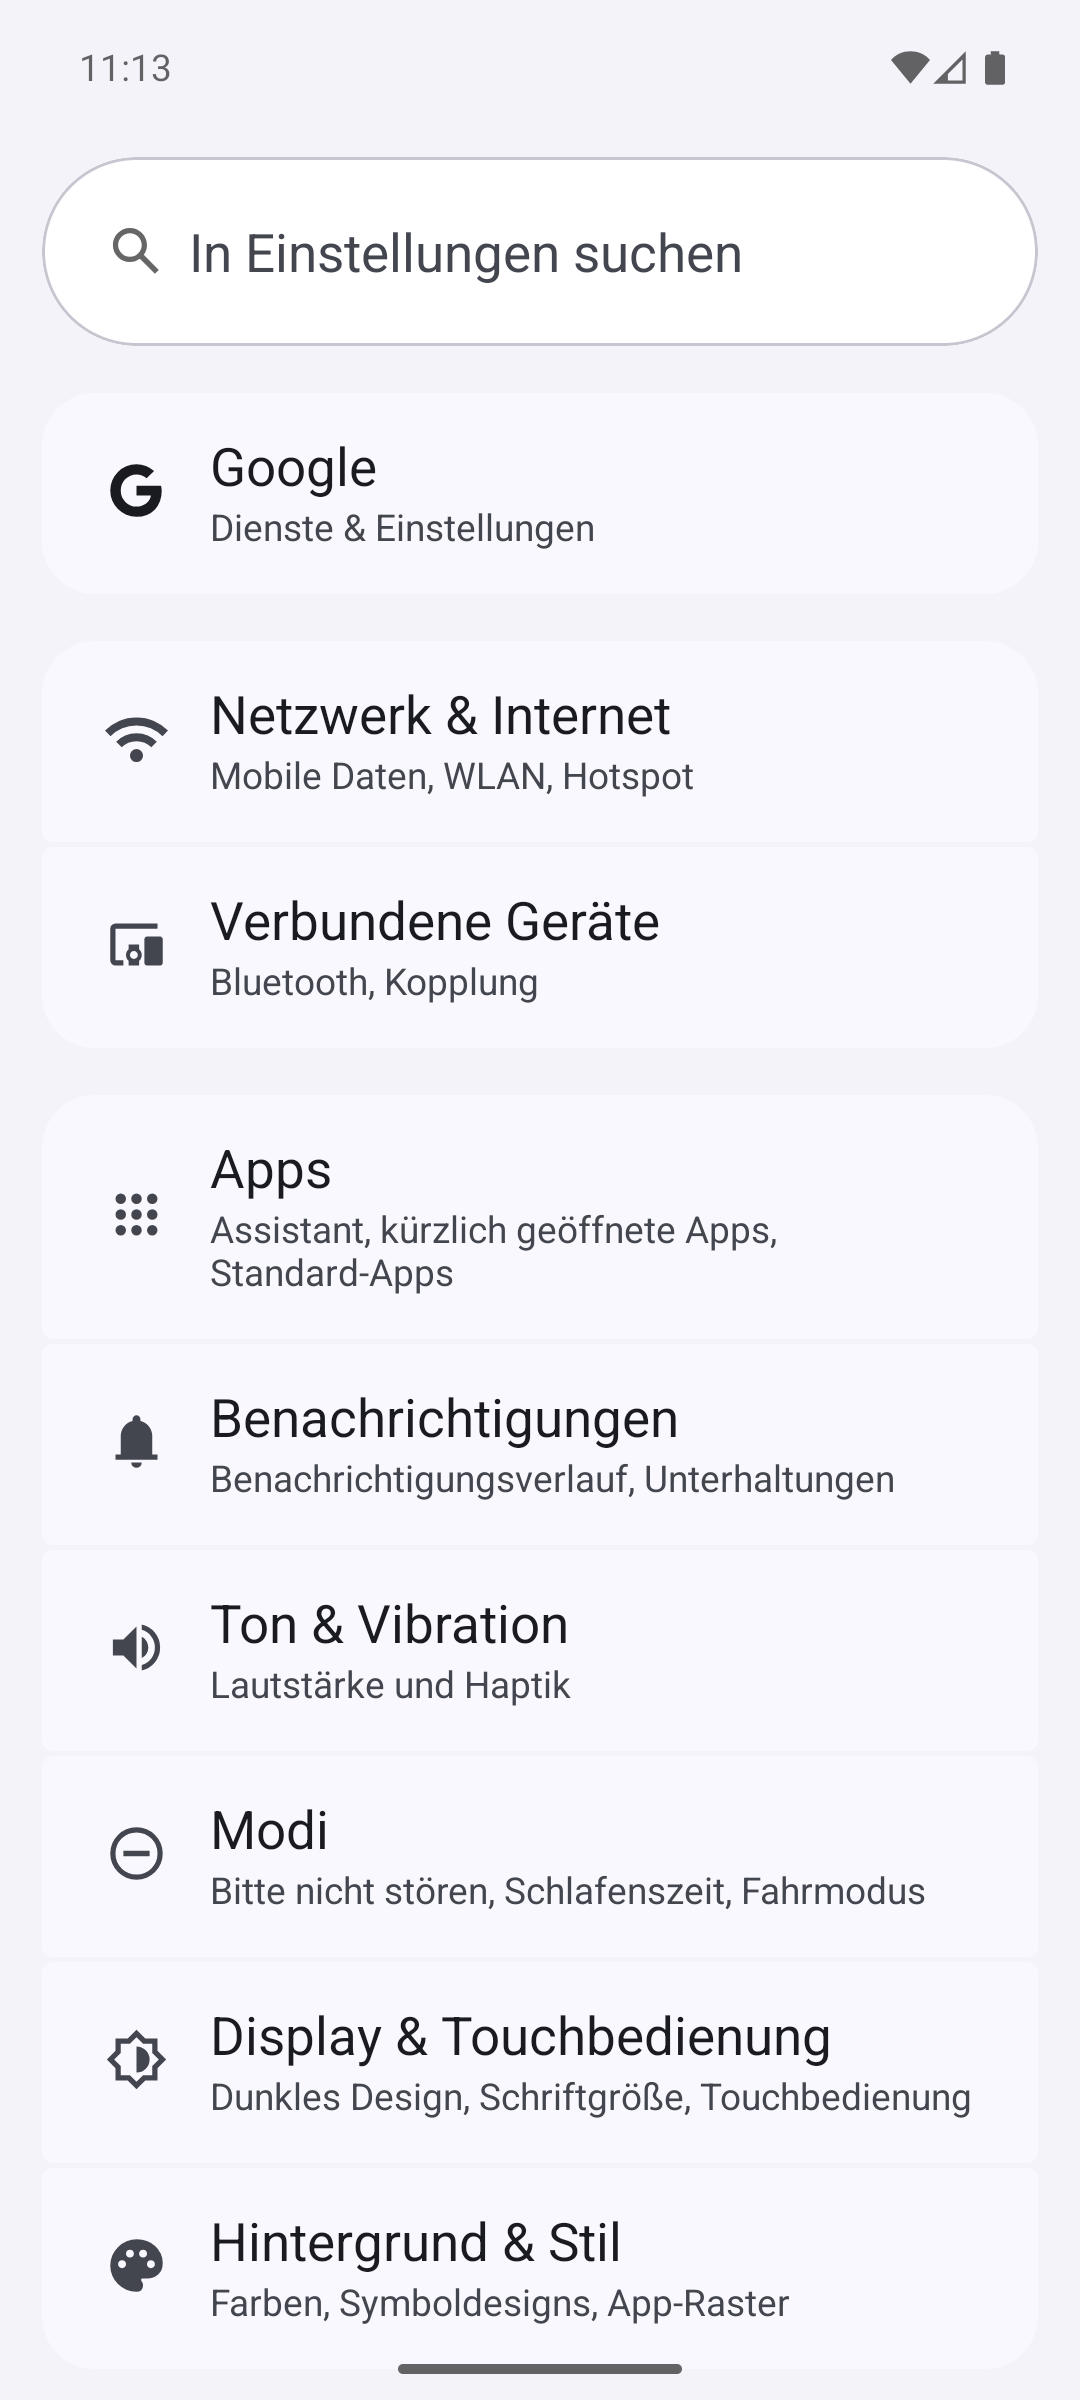 11:13
In Einstellungen suchen
Google
Dienste & Einstellungen
Netzwerk & Internet
Mobile Daten, WLAN, Hotspot
Verbundene Geräte
Bluetooth, Kopplung
Apps
Assistant, kürzlich geöffnete Apps,
Standard-Apps
Benachrichtigungen
Benachrichtigungsverlauf, Unterhaltungen
Ton & Vibration
Lautstärke und Haptik
Modi
Bitte nicht stören, Schlafenszeit, Fahrmodus
Display & Touchbedienung
Dunkles Design, Schriftgröße, Touchbedienung
Hintergrund & Stil
Farben, Symboldesigns, App-Raster